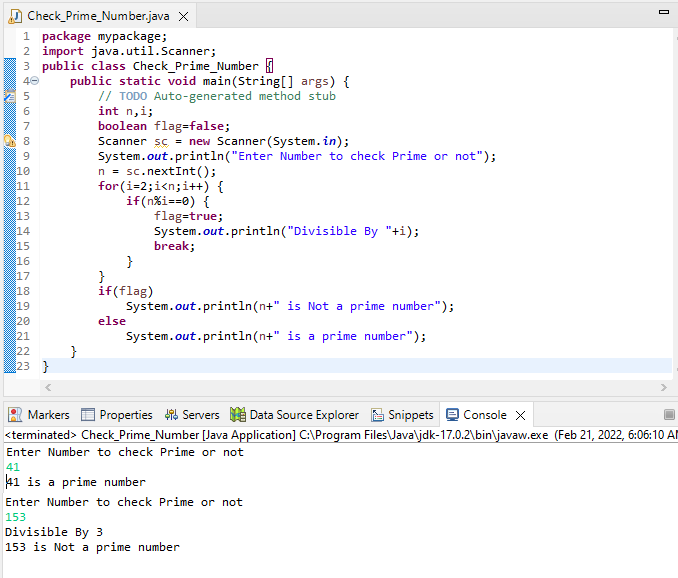 Check_Prime_Number.java
1 package mypackage;
2 import java.util.Scanner;
3 public class Check_Prime_Number {
4 public static void main(String[] args) {
5 // TODO Auto-generated method stub
6 int n,i;
7 boolean flag=false;
8 Scanner sc = new Scanner(System.in);
9 System.out.println("Enter Number to check Prime or not");
10 n = sc.nextInt();
11 for(i=2;i<n;i++) {
12 if(n%i==0) {
13 flag=true;
14 System.out.println("Divisible By "+i);
15 break;
16 }
17 }
18 if(flag)
19 System.out.println(n+" is Not a prime number");
20 else
21 System.out.println(n+" is a prime number");
22 }
23 }
Markers Properties Servers Data Source Explorer Snippets Console
<terminated> Check_Prime_Number [Java Application] C:\Program Files\Java\jdk-17.0.2\bin\javaw.exe (Feb 21, 2022, 6:06:10 AM
Enter Number to check Prime or not
41
41 is a prime number
Enter Number to check Prime or not
153
Divisible By 3
153 is Not a prime number